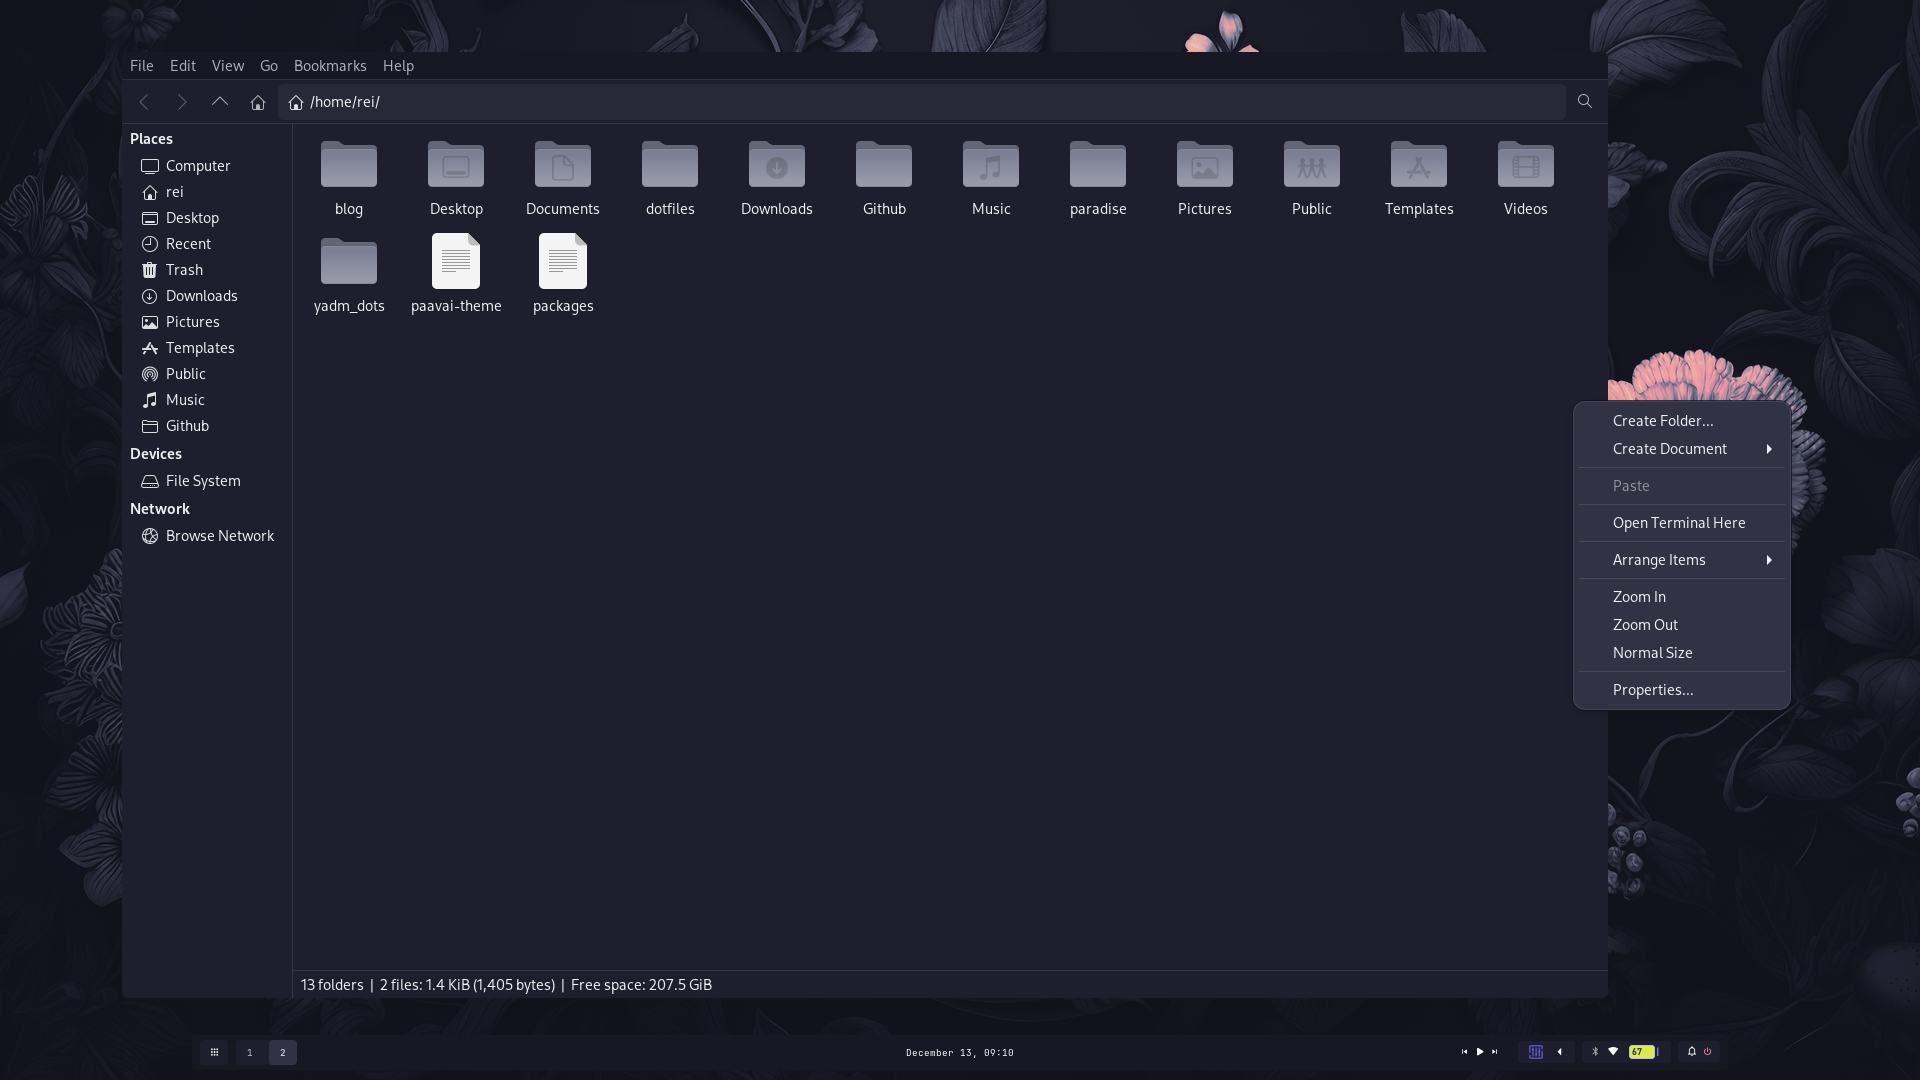 File Edit View Go Bookmarks Help
/home/rei/
Places
Computer
rei
Desktop
Recent
Trash
Downloads
Pictures
Templates
Public
Music
Github
Devices
File System
Network
Browse Network
blog Desktop Documents dotfiles Downloads Github Music paradise Pictures Public Templates Videos
yadm_dots paavai-theme packages
Create Folder...
Create Document
Paste
Open Terminal Here
Arrange Items
Zoom In
Zoom Out
Normal Size
Properties...
13 folders | 2 files: 1.4 KiB (1,405 bytes) | Free space: 207.5 GiB
1 2 December 13, 09:10 67